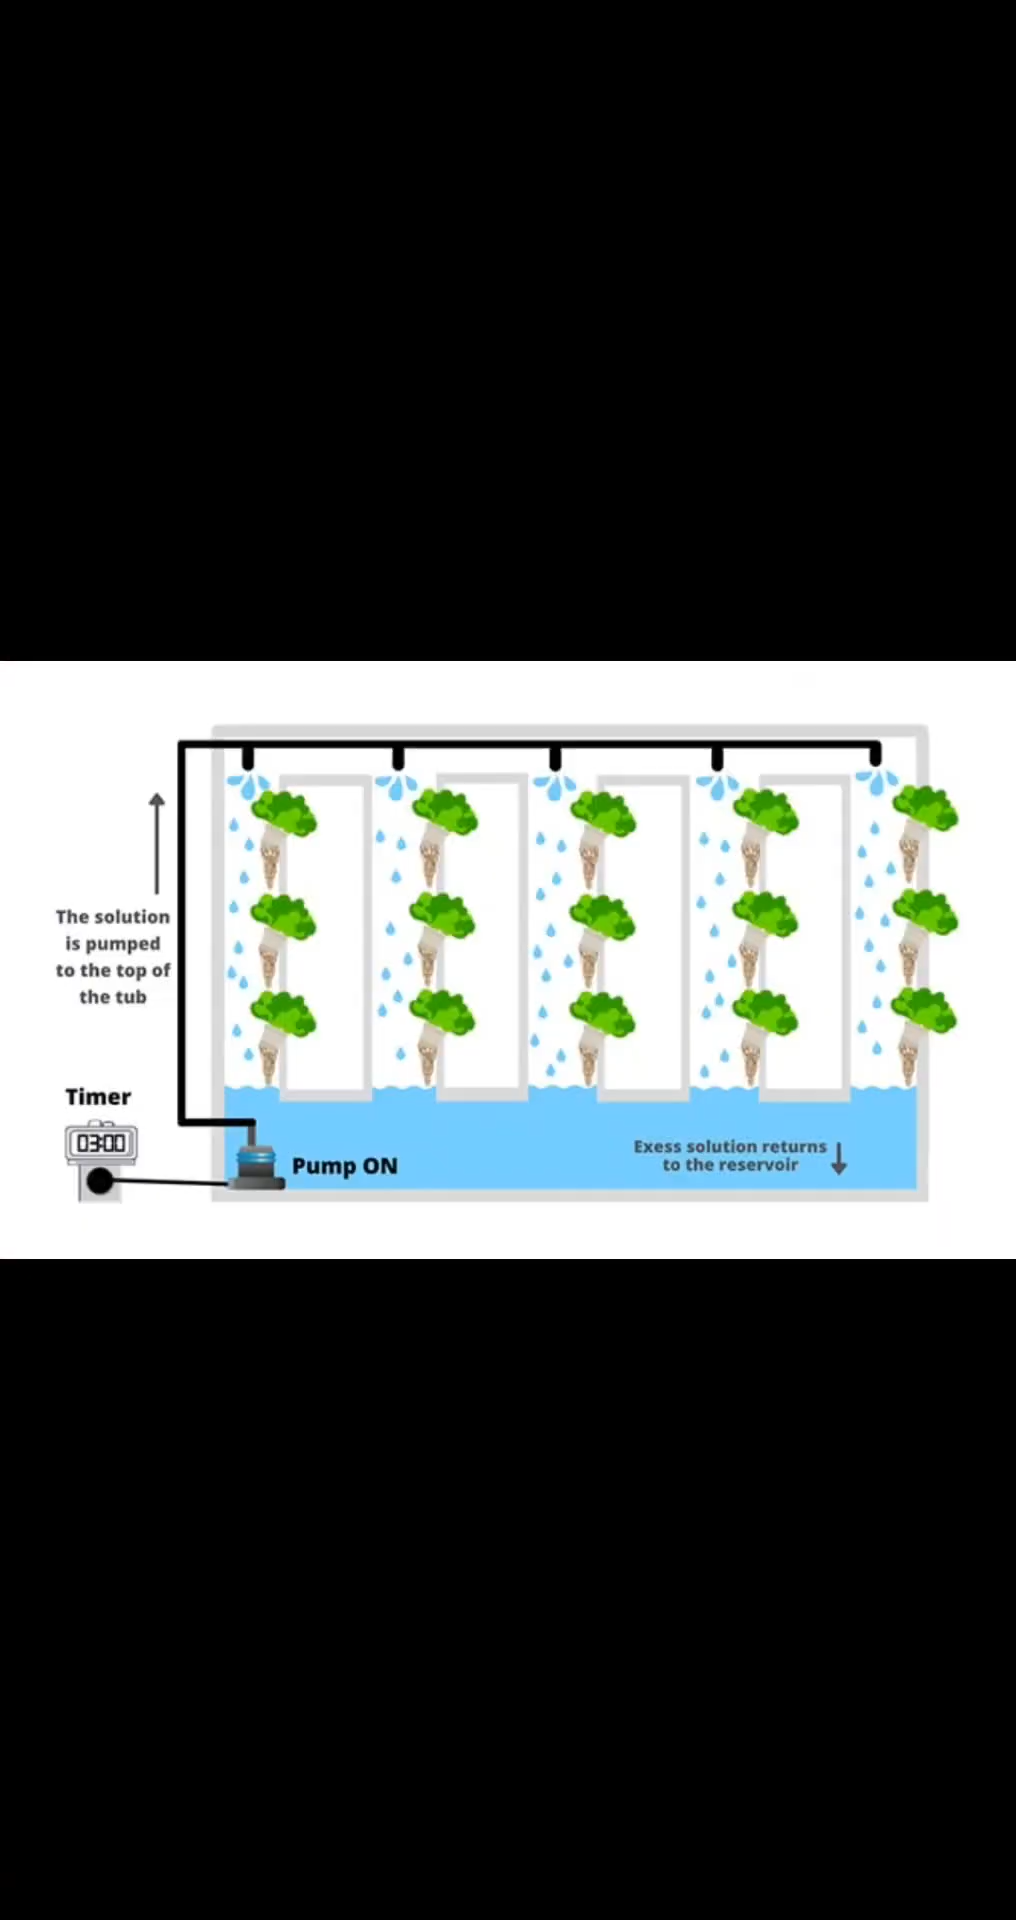 The solution
is pumped
to the top of
the tub
Timer
03:00
Pump ON
Exess solution returns
to the reservoir